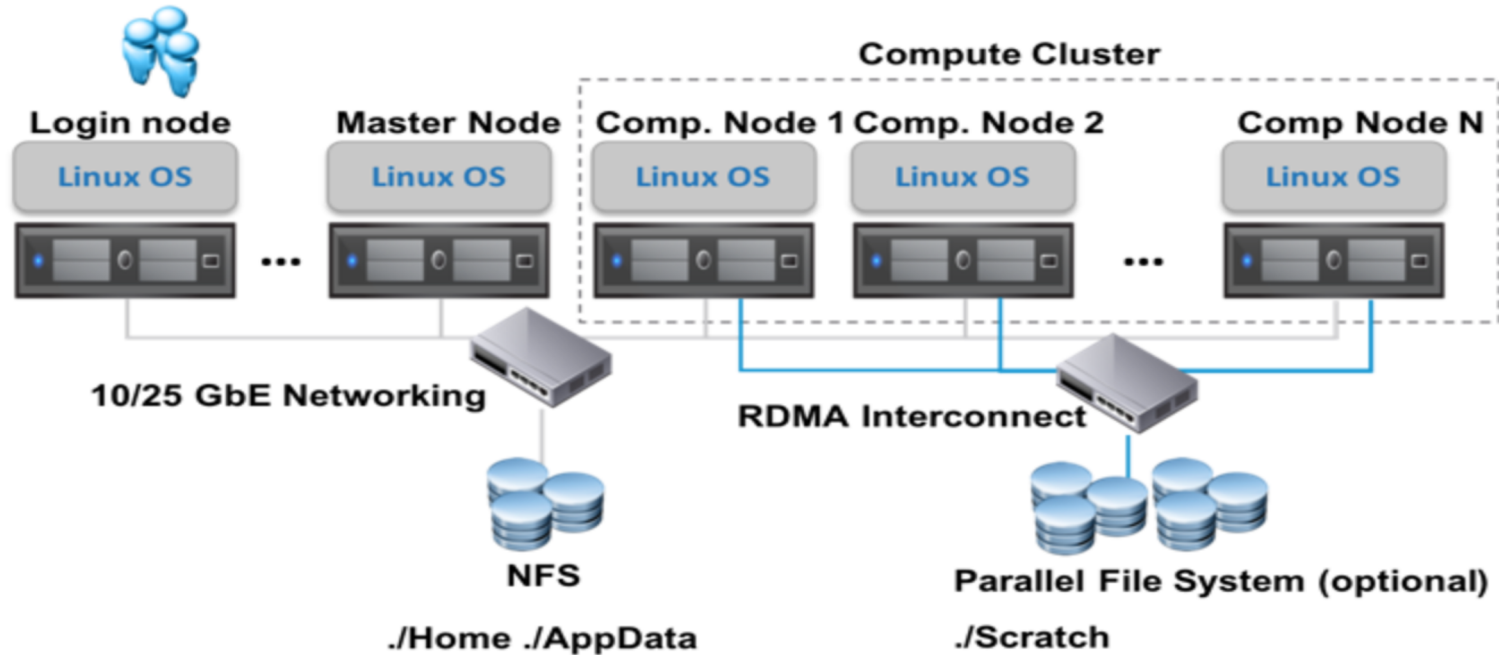 Compute Cluster
Login node
Master Node
Comp. Node 1
Comp. Node 2
Comp Node N
Linux OS
Linux OS
Linux OS
Linux OS
Linux OS
...
...
10/25 GbE Networking
RDMA Interconnect
NFS
Parallel File System (optional)
./Home ./AppData
./Scratch